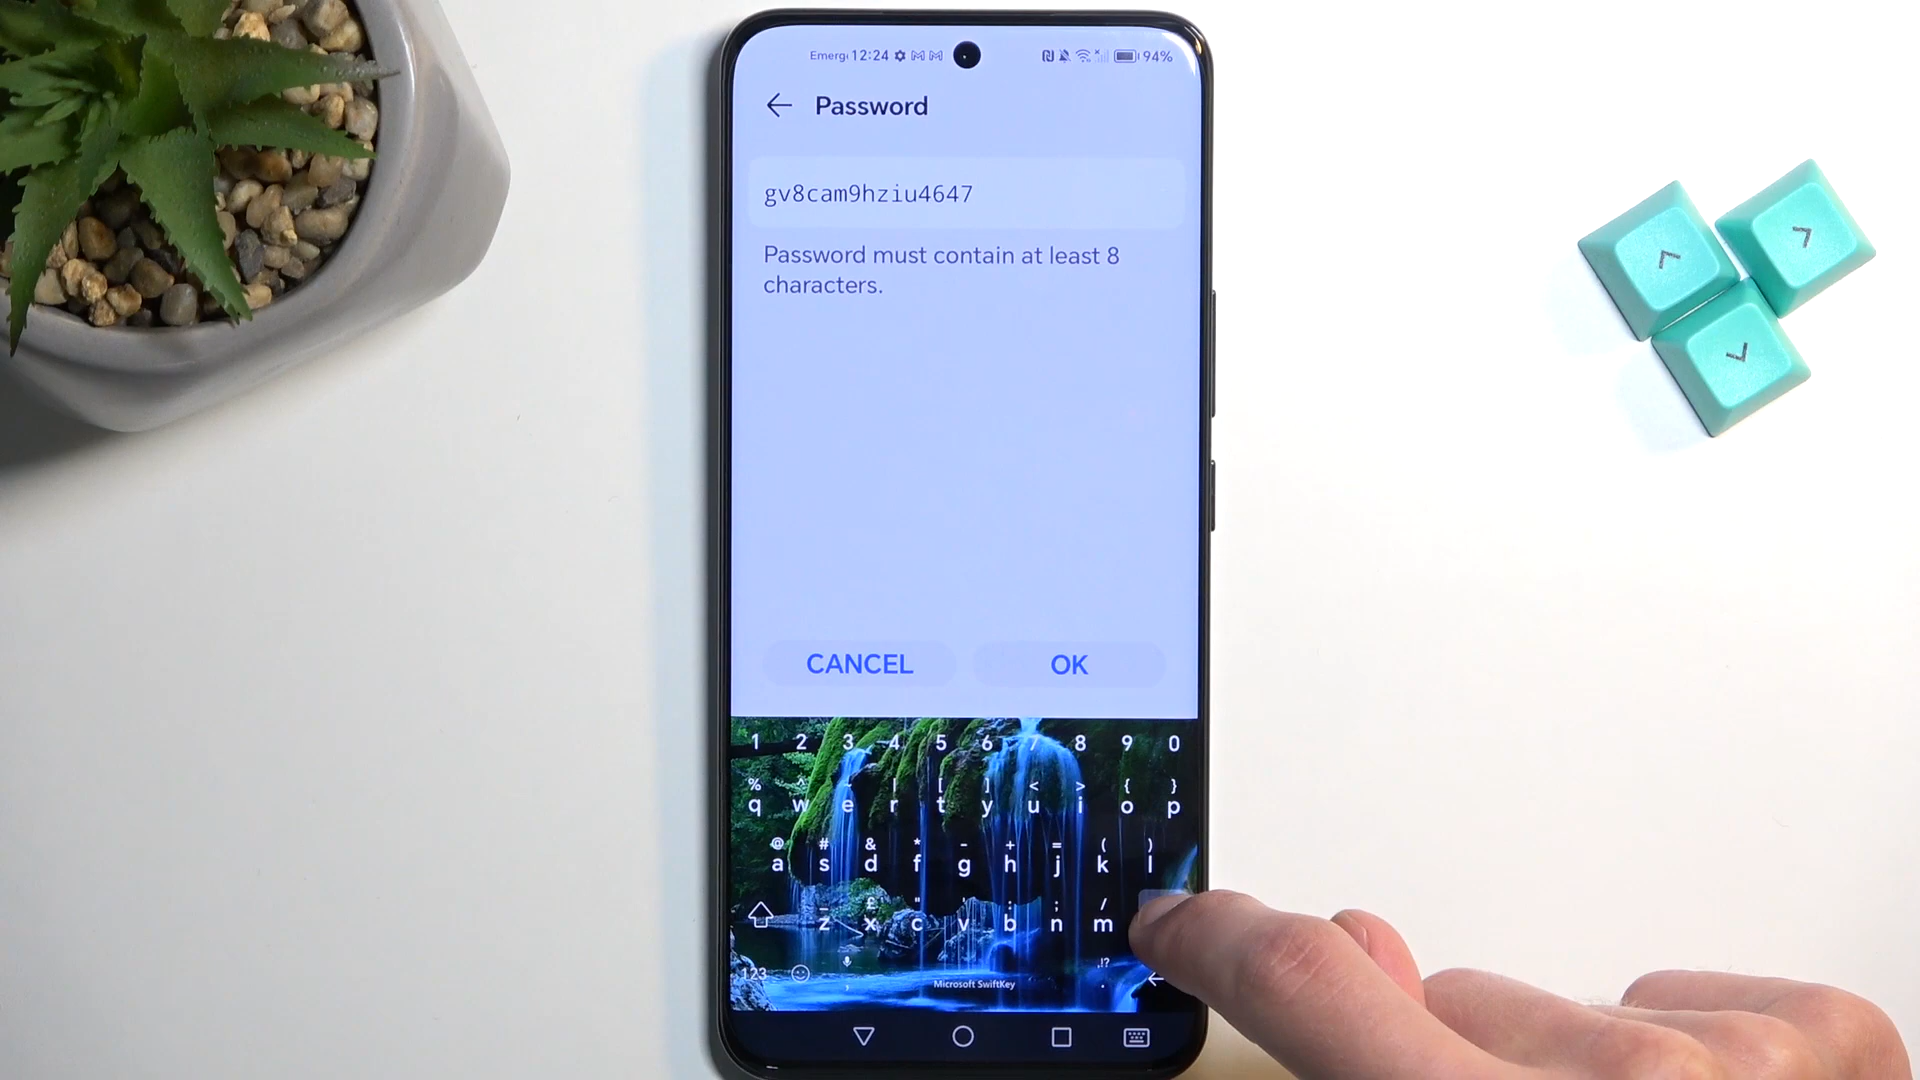 Emerg 12:24 94%
Password
gv8cam9hziu4647
Password must contain at least 8
characters.
CANCEL OK
1 2 3 4 5 6 7 8 9 0
% ^ ~ | [ ] < > { }
q w e r t y u i o p
@ # & * - + = ( )
a s d f g h j k l
_ £ " ' : ; /
z x c v b n m
123 , .!? .
Microsoft SwiftKey